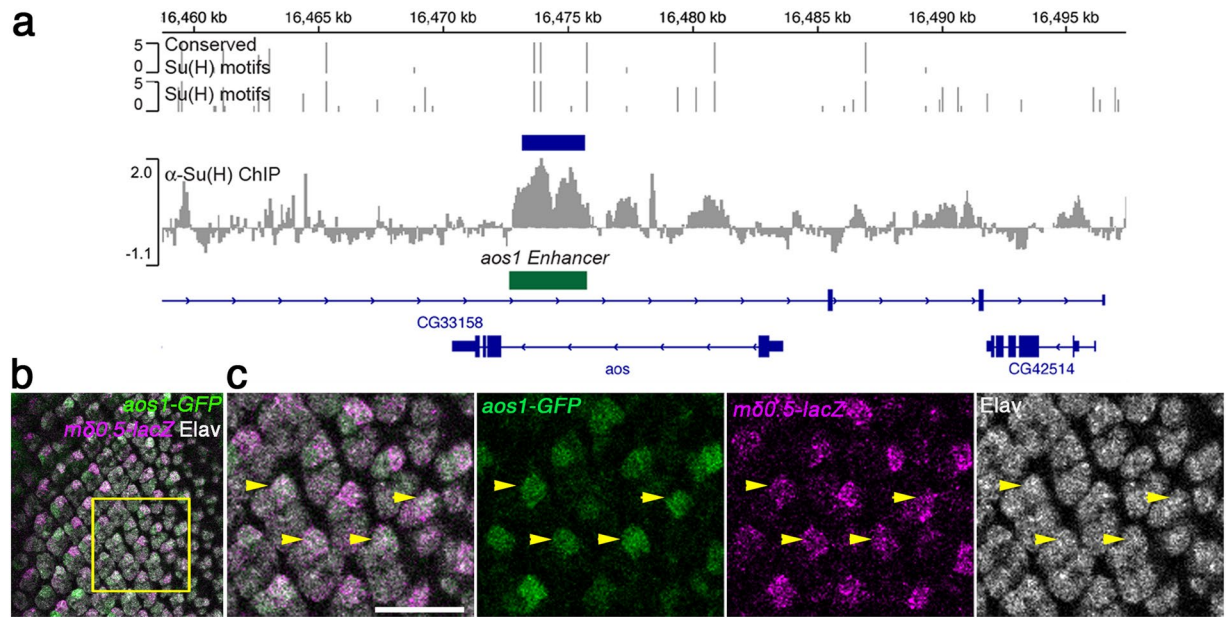 a
16,460 kb 16,465 kb 16,470 kb 16,475 kb 16,480 kb 16,485 kb 16,490 kb 16,495 kb
5 Conserved
0 Su(H) motifs
5
Su(H) motifs
0
2.0 α-Su(H) ChIP
-1.1
aos1 Enhancer
CG33158
aos
CG42514
b
aos1-GFP
mδ0.5-lacZ Elav
c
aos1-GFP
mδ0.5-lacZ
Elav